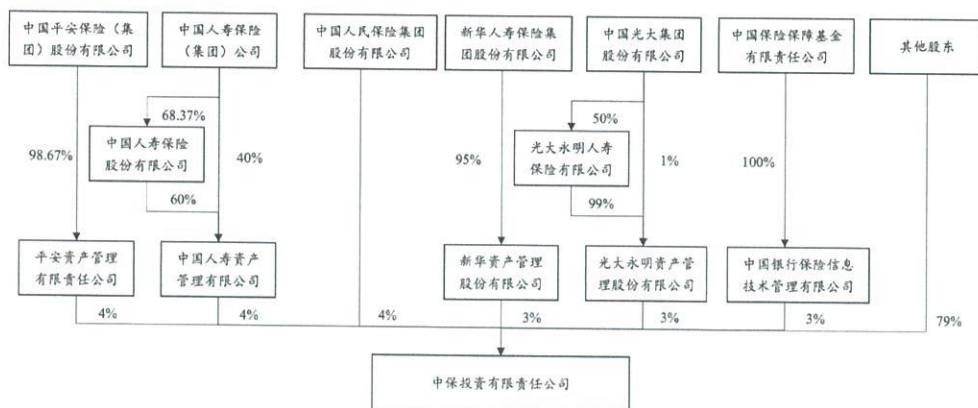 中国平安保险（集
团）股份有限公司
中国人寿保险
（集团）公司
中国人民保险集团
股份有限公司
新华人寿保险集
团股份有限公司
中国光大集团
股份有限公司
中国保险保障基金
有限责任公司
其他股东
68.37%
50%
中国人寿保险
股份有限公司
光大永明人寿
保险有限公司
98.67%
40%
95%
1%
100%
60%
99%
平安资产管理
有限责任公司
中国人寿资产
管理有限公司
新华资产管理
股份有限公司
光大永明资产管
理股份有限公司
中国银行保险信息
技术管理有限公司
4%
4%
4%
3%
3%
3%
79%
中保投资有限责任公司